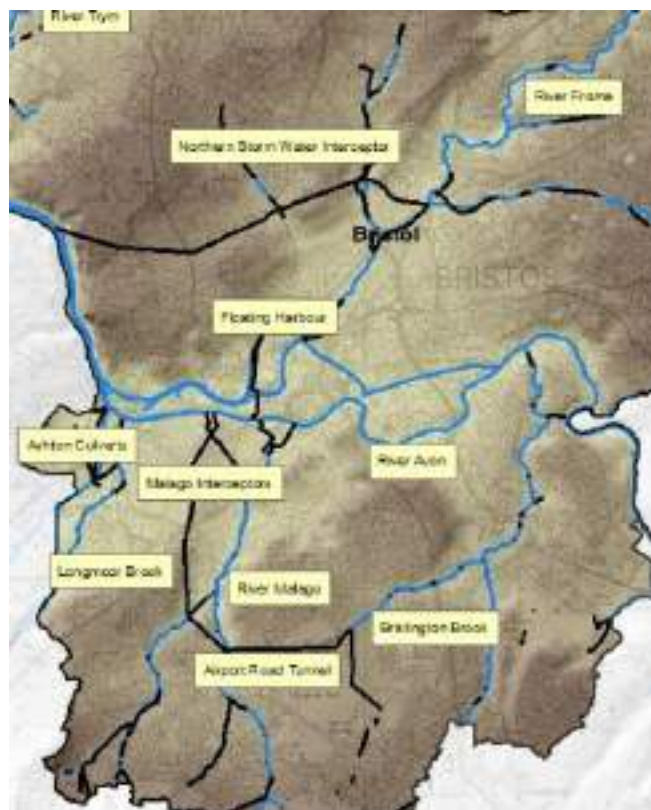 River Trym
River Frome
Northern Storm Water Interceptor
Bristol
BRISTOL
Floating Harbour
Ashton Culverts
River Avon
Malago Interceptors
Longmoor Brook
River Malago
Brislington Brook
Airport Road Tunnel